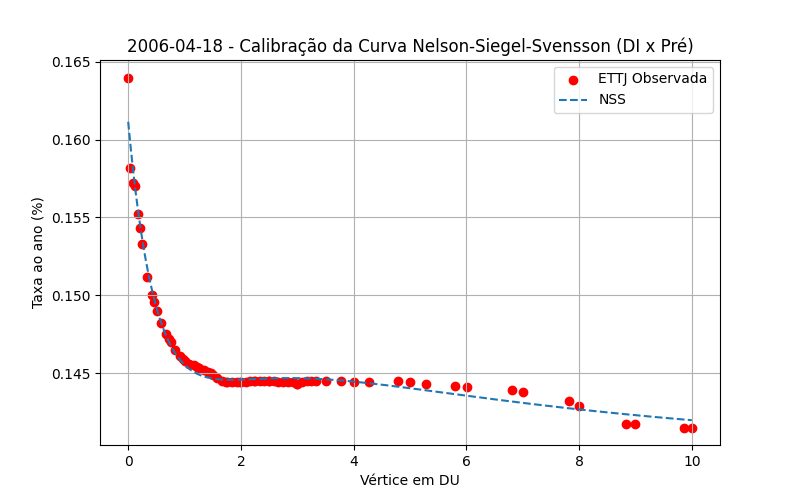 2006-04-18 - Calibração da Curva Nelson-Siegel-Svensson (DI x Pré)
ETTJ Observada
NSS
Taxa ao ano (%)
0.165
0.160
0.155
0.150
0.145
0 2 4 6 8 10
Vértice em DU